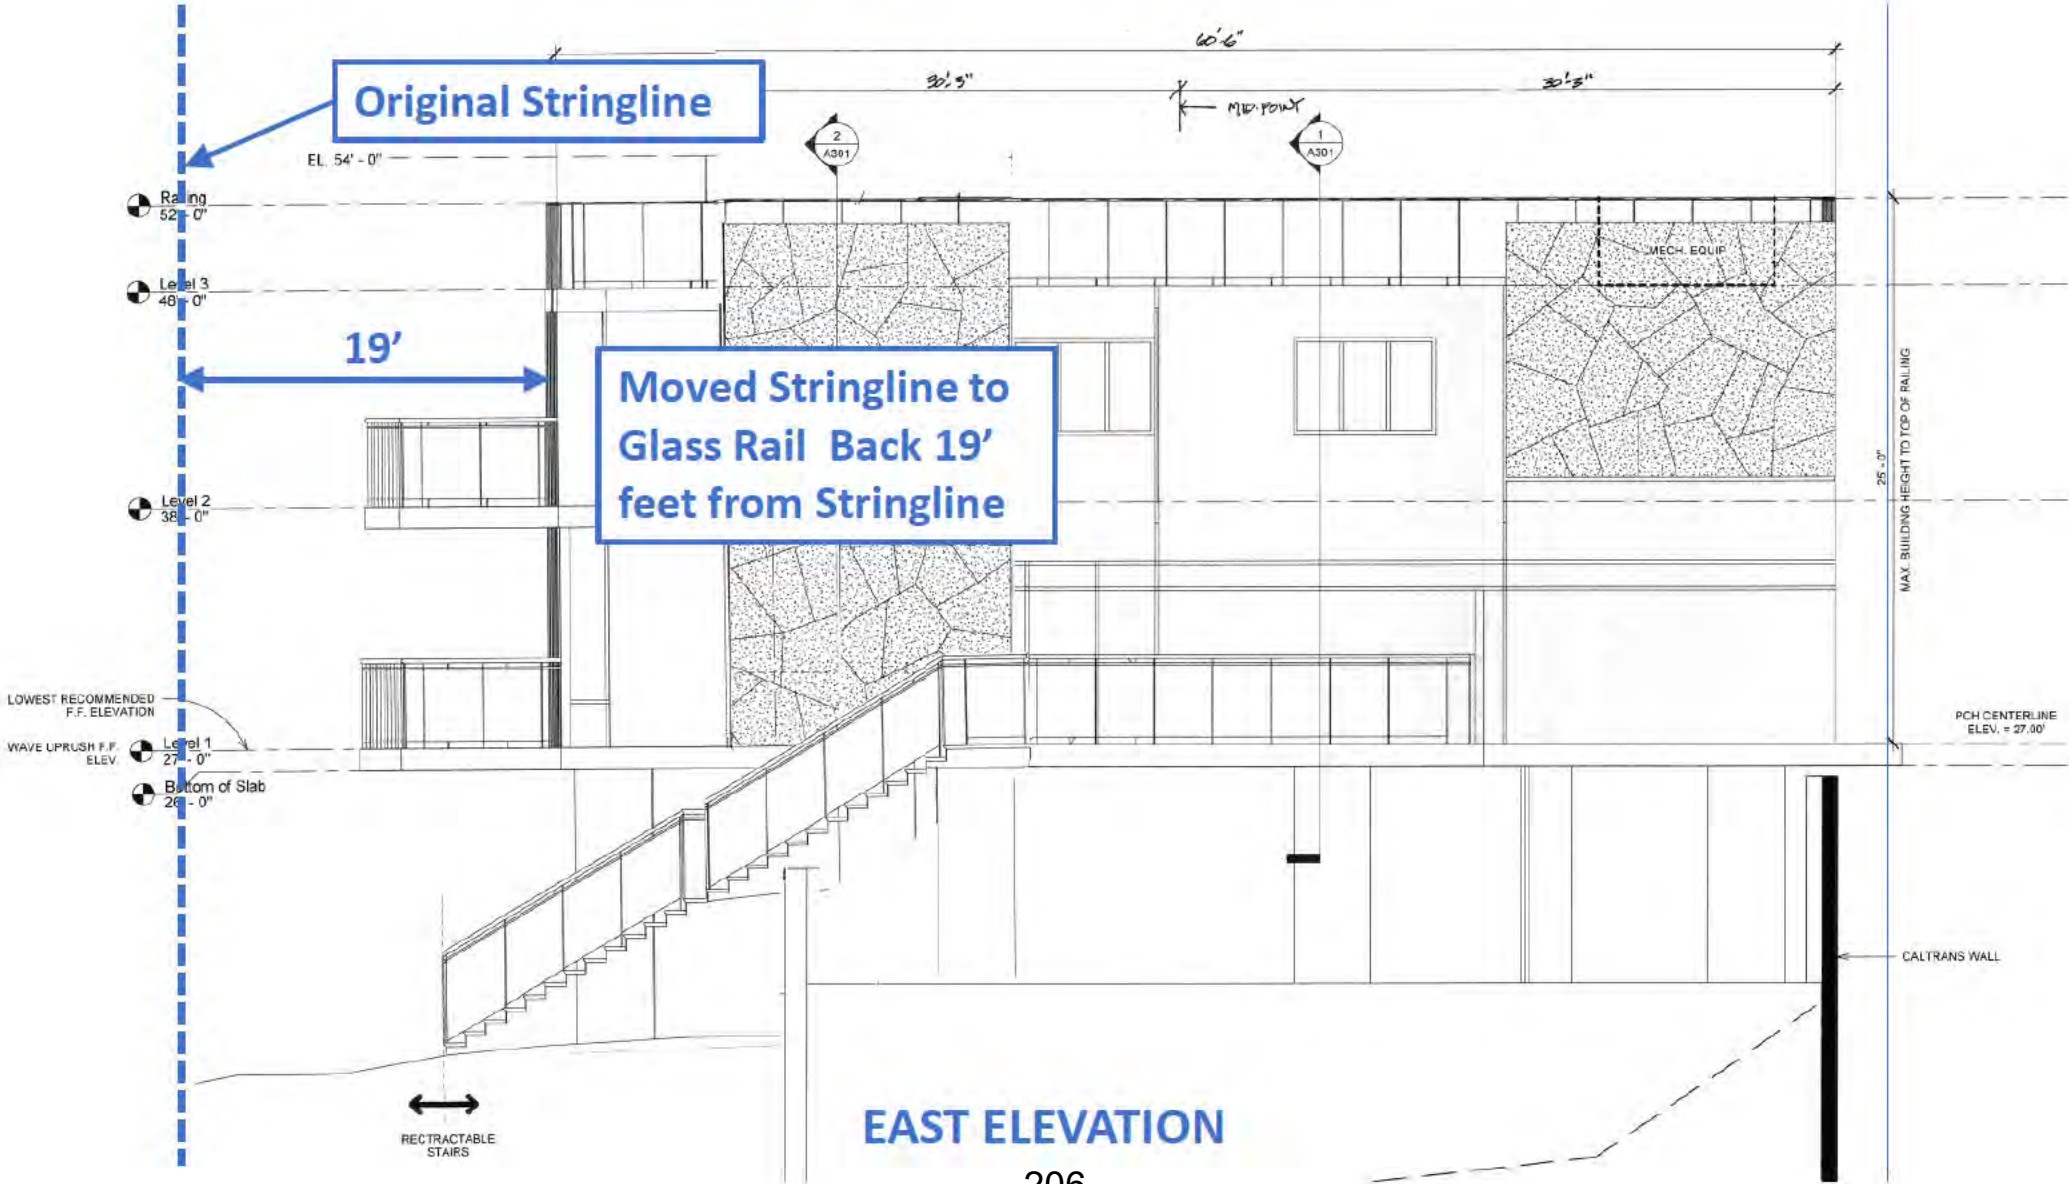 60'-6"
30'-3"
30'-3"
MID-POINT
Original Stringline
2
A301
1
A301
EL. 54' - 0"
Railing
52' - 0"
Level 3
48' - 0"
MECH. EQUIP
19'
Moved Stringline to
Glass Rail Back 19'
feet from Stringline
25' - 0"
MAX. BUILDING HEIGHT TO TOP OF RAILING
Level 2
38' - 0"
LOWEST RECOMMENDED
F.F. ELEVATION
WAVE UPRUSH F.F.
ELEV.
Level 1
27' - 0"
PCH CENTERLINE
ELEV. = 27.00'
Bottom of Slab
26' - 0"
CALTRANS WALL
RECTRACTABLE
STAIRS
EAST ELEVATION
206